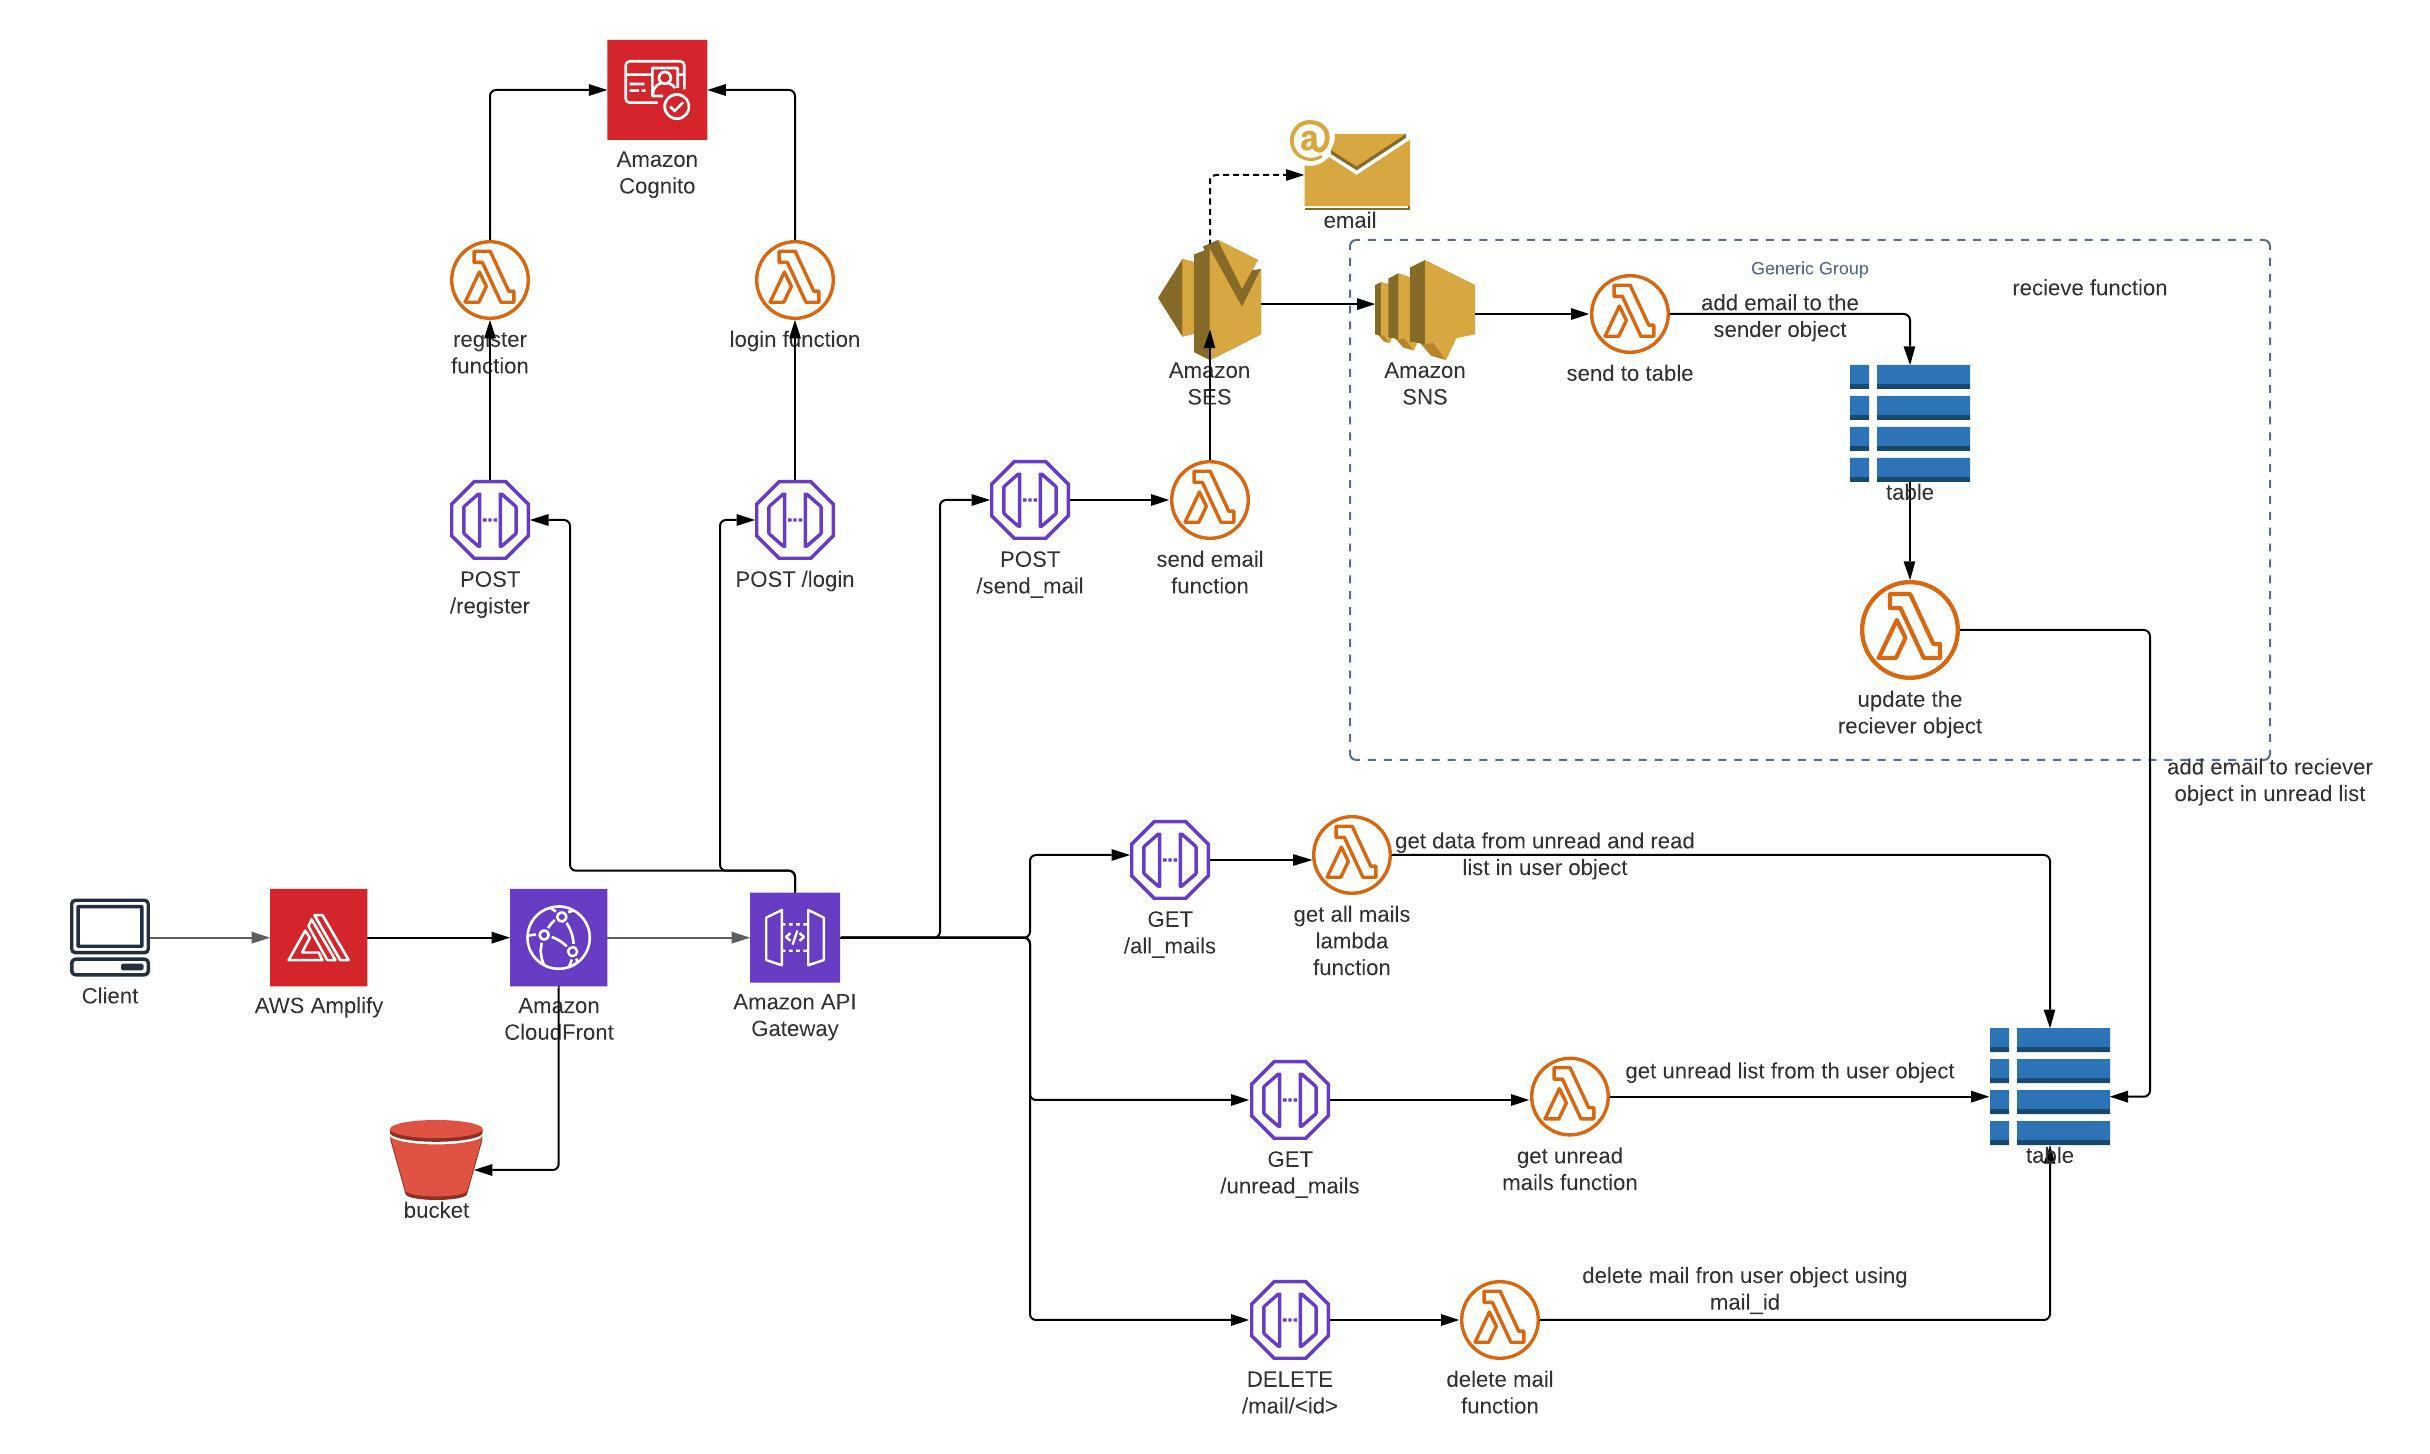 Amazon
Cognito
email
Generic Group
recieve function
add email to the
sender object
register
function
login function
Amazon
SES
Amazon
SNS
send to table
table
POST
/register
POST /login
POST
/send_mail
send email
function
update the
reciever object
add email to reciever
object in unread list
get data from unread and read
list in user object
GET
/all_mails
get all mails
lambda
function
Client
AWS Amplify
Amazon
CloudFront
Amazon API
Gateway
get unread list from th user object
GET
/unread_mails
get unread
mails function
table
bucket
delete mail fron user object using
mail_id
DELETE
/mail/<id>
delete mail
function